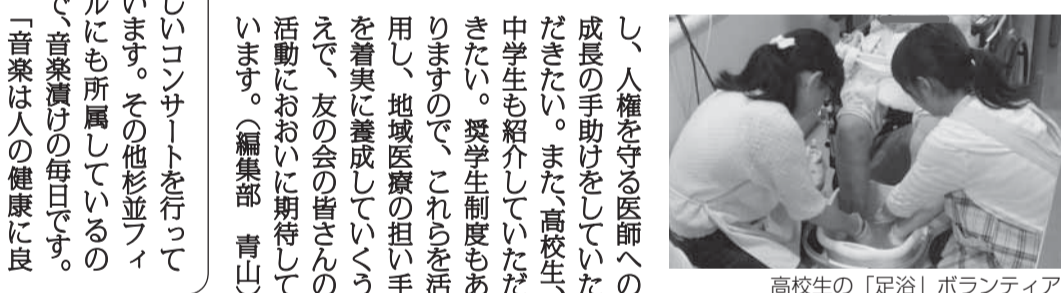 高校生の「足浴」ボランティア
し、人権を守る医師への
成長の手助けをしていた
だきたい。また、高校生、
中学生も紹介していただ
きたい。奨学生制度もあ
りますので、これらを活
用し、地域医療の担い手
を着実に養成していくう
えで、友の会の皆さんの
活動におおいに期待して
います。（編集部 青山）
しいコンサートを行って
います。その他杉並フィ
ルにも所属しているの
で、音楽漬けの毎日です。
「音楽は人の健康に良